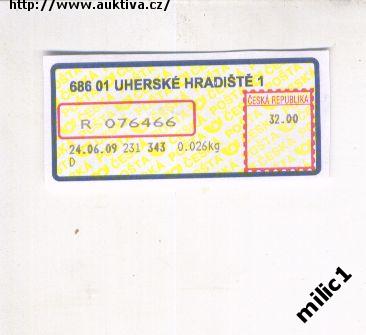 http://www.auktiva.cz/
686 01 UHERSKÉ HRADIŠTĚ 1
ČESKÁ REPUBLIKA
R 076466
32.00
24.06.09 231 343 0.026kg
D
milic1